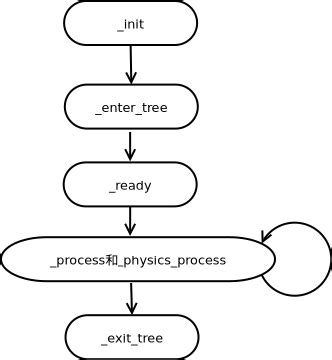 _init
_enter_tree
_ready
_process和_physics_process
_exit_tree